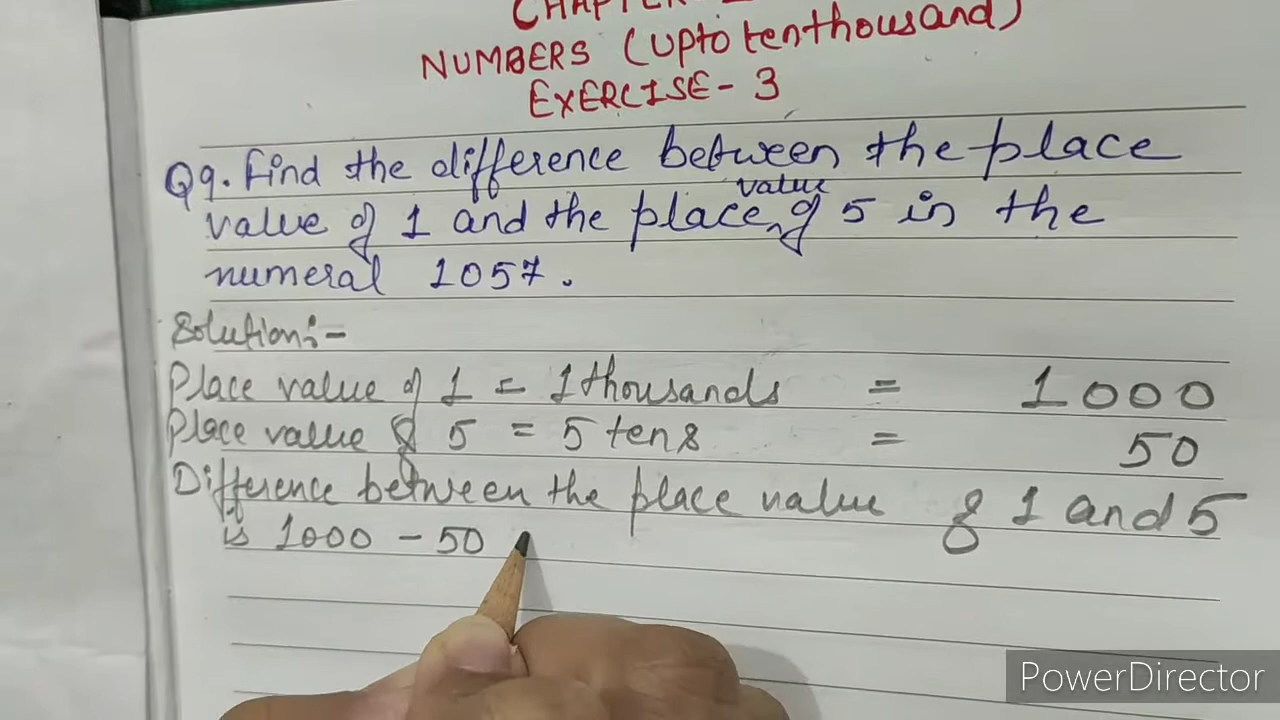 CHAPTER
NUMBERS (upto tenthousand)
EXERCISE - 3
Q9. Find the difference between the place
value of 1 and the place value of 5 in the
numeral 1057.
Solution:-
Place value of 1 = 1 thousands = 1000
Place value of 5 = 5 tens = 50
Difference between the place value of 1 and 5
is 1000 - 50
PowerDirector